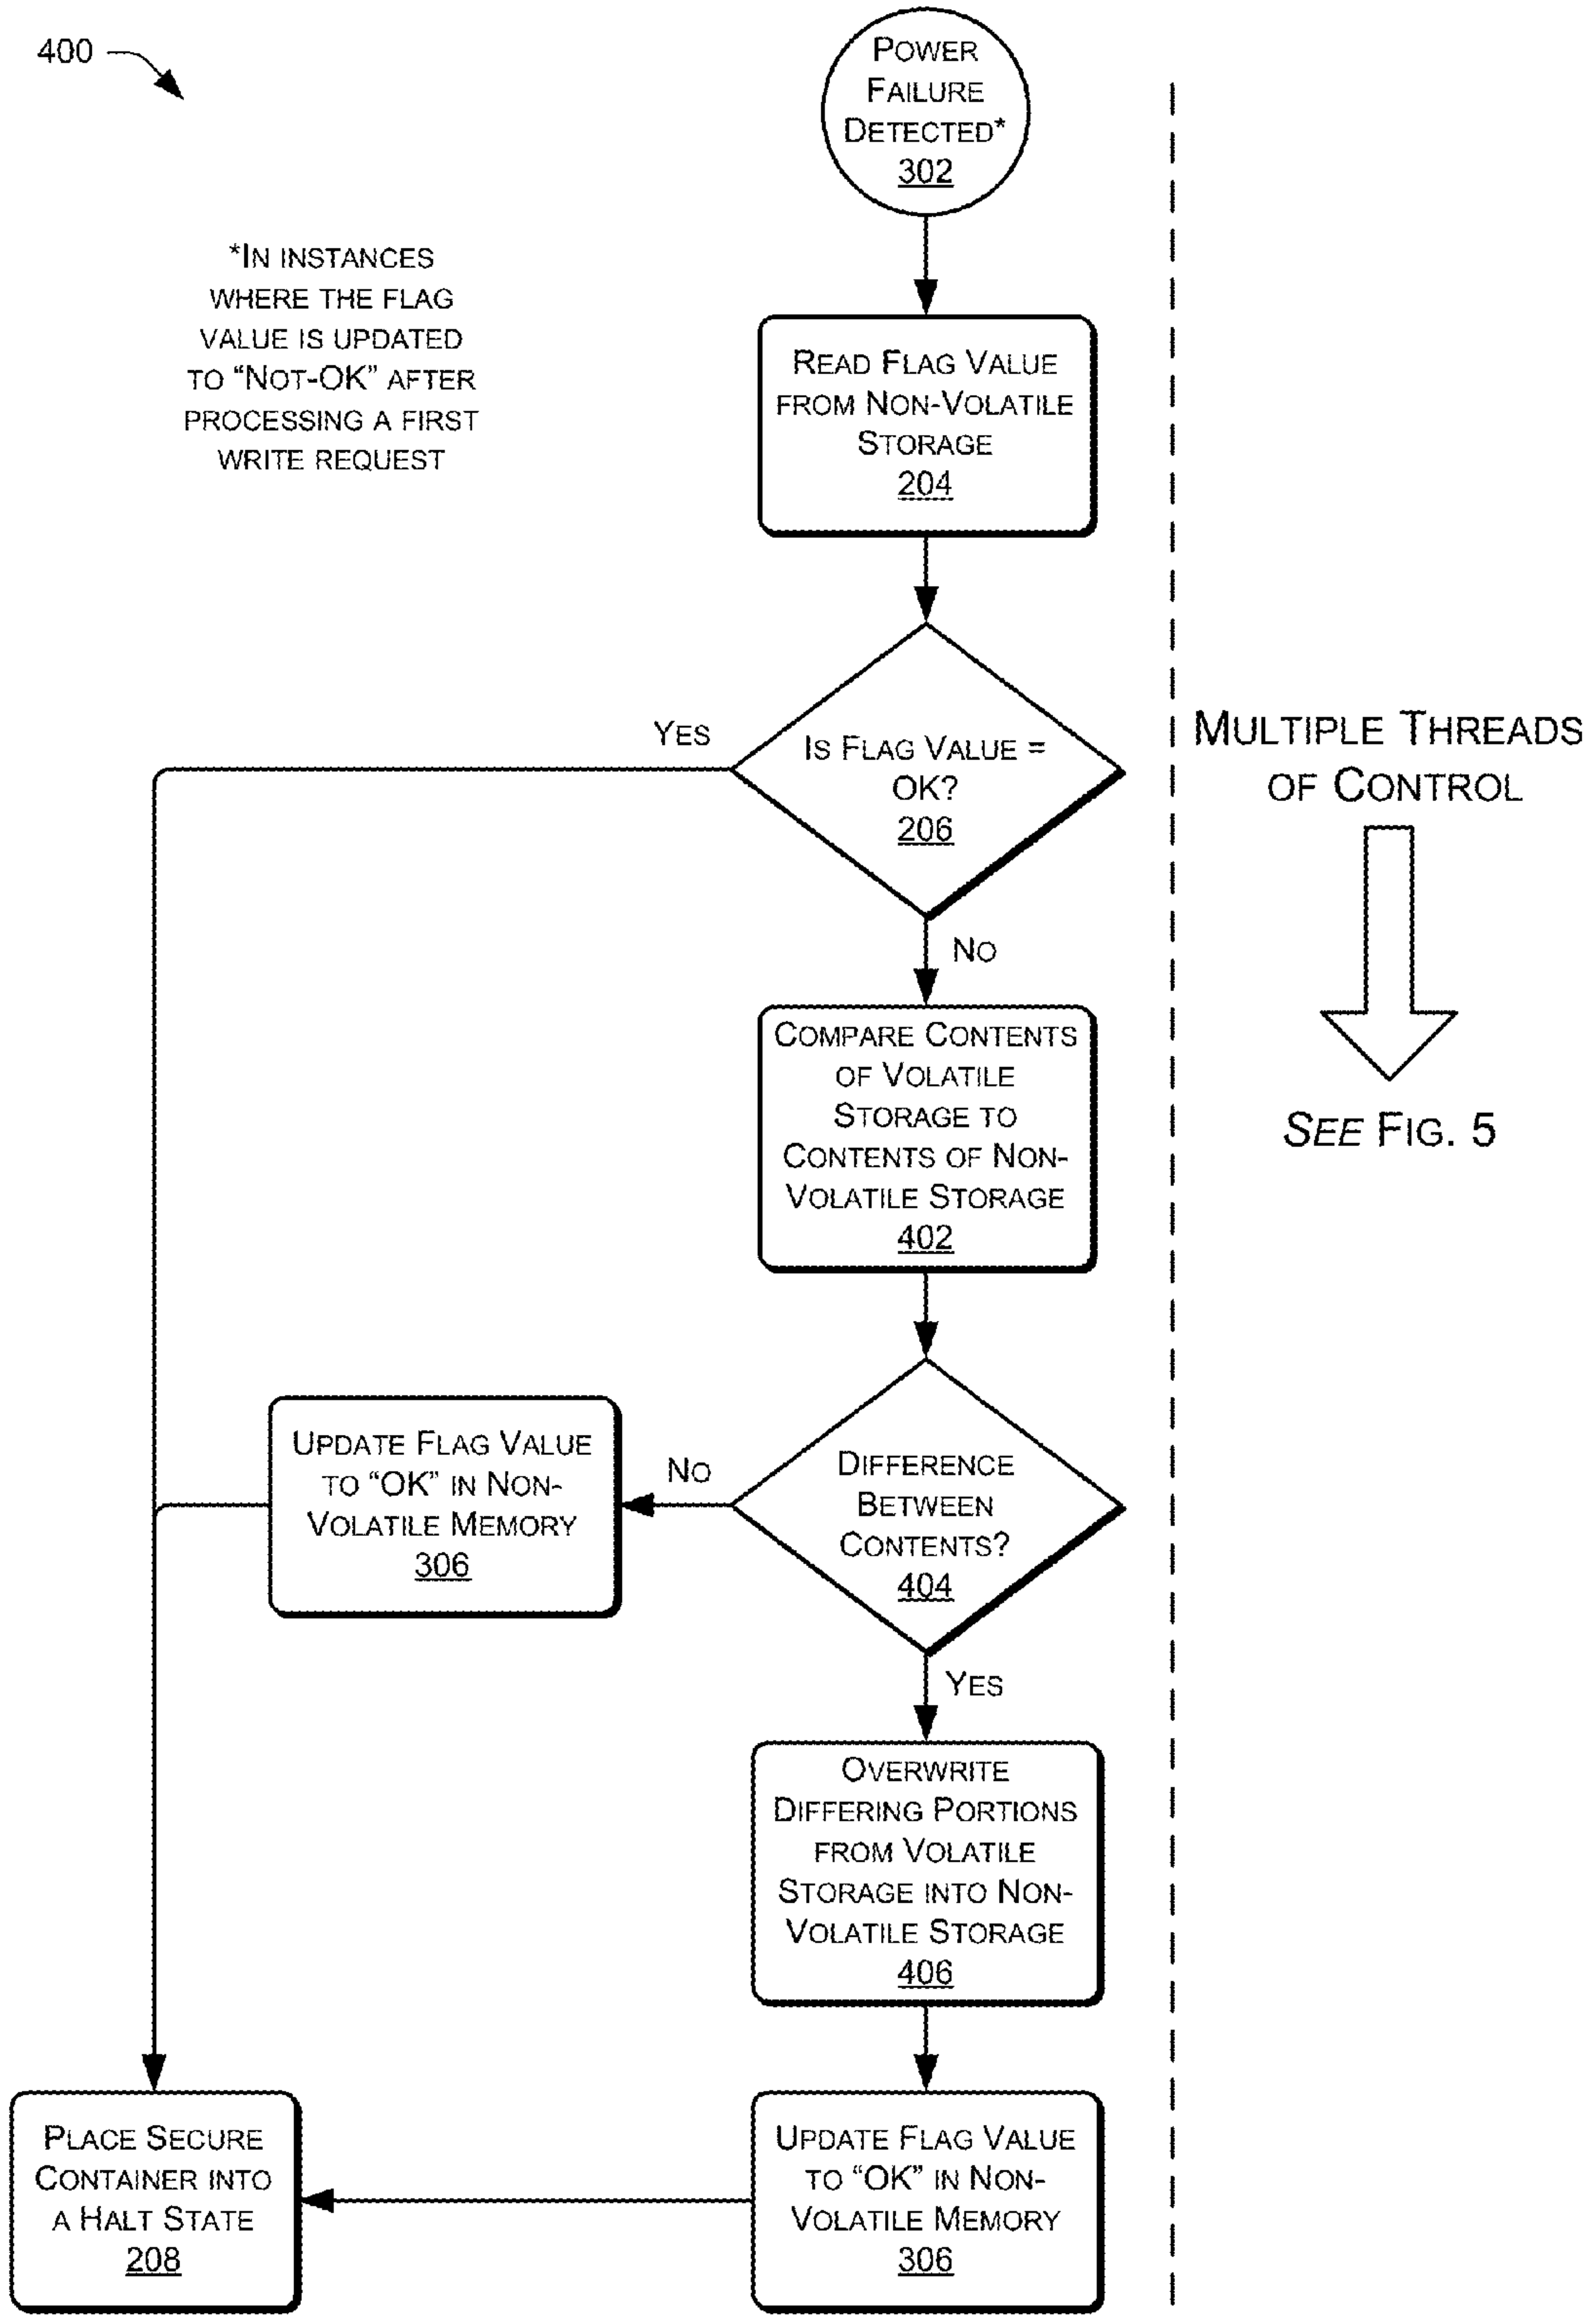 400
POWER
FAILURE
DETECTED*
302
*IN INSTANCES
WHERE THE FLAG
VALUE IS UPDATED
TO “NOT-OK” AFTER
PROCESSING A FIRST
WRITE REQUEST
READ FLAG VALUE
FROM NON-VOLATILE
STORAGE
204
YES
IS FLAG VALUE =
OK?
206
MULTIPLE THREADS
OF CONTROL
SEE FIG. 5
NO
COMPARE CONTENTS
OF VOLATILE
STORAGE TO
CONTENTS OF NON-
VOLATILE STORAGE
402
DIFFERENCE
BETWEEN
CONTENTS?
404
NO
UPDATE FLAG VALUE
TO “OK” IN NON-
VOLATILE MEMORY
306
YES
OVERWRITE
DIFFERING PORTIONS
FROM VOLATILE
STORAGE INTO NON-
VOLATILE STORAGE
406
UPDATE FLAG VALUE
TO “OK” IN NON-
VOLATILE MEMORY
306
PLACE SECURE
CONTAINER INTO
A HALT STATE
208